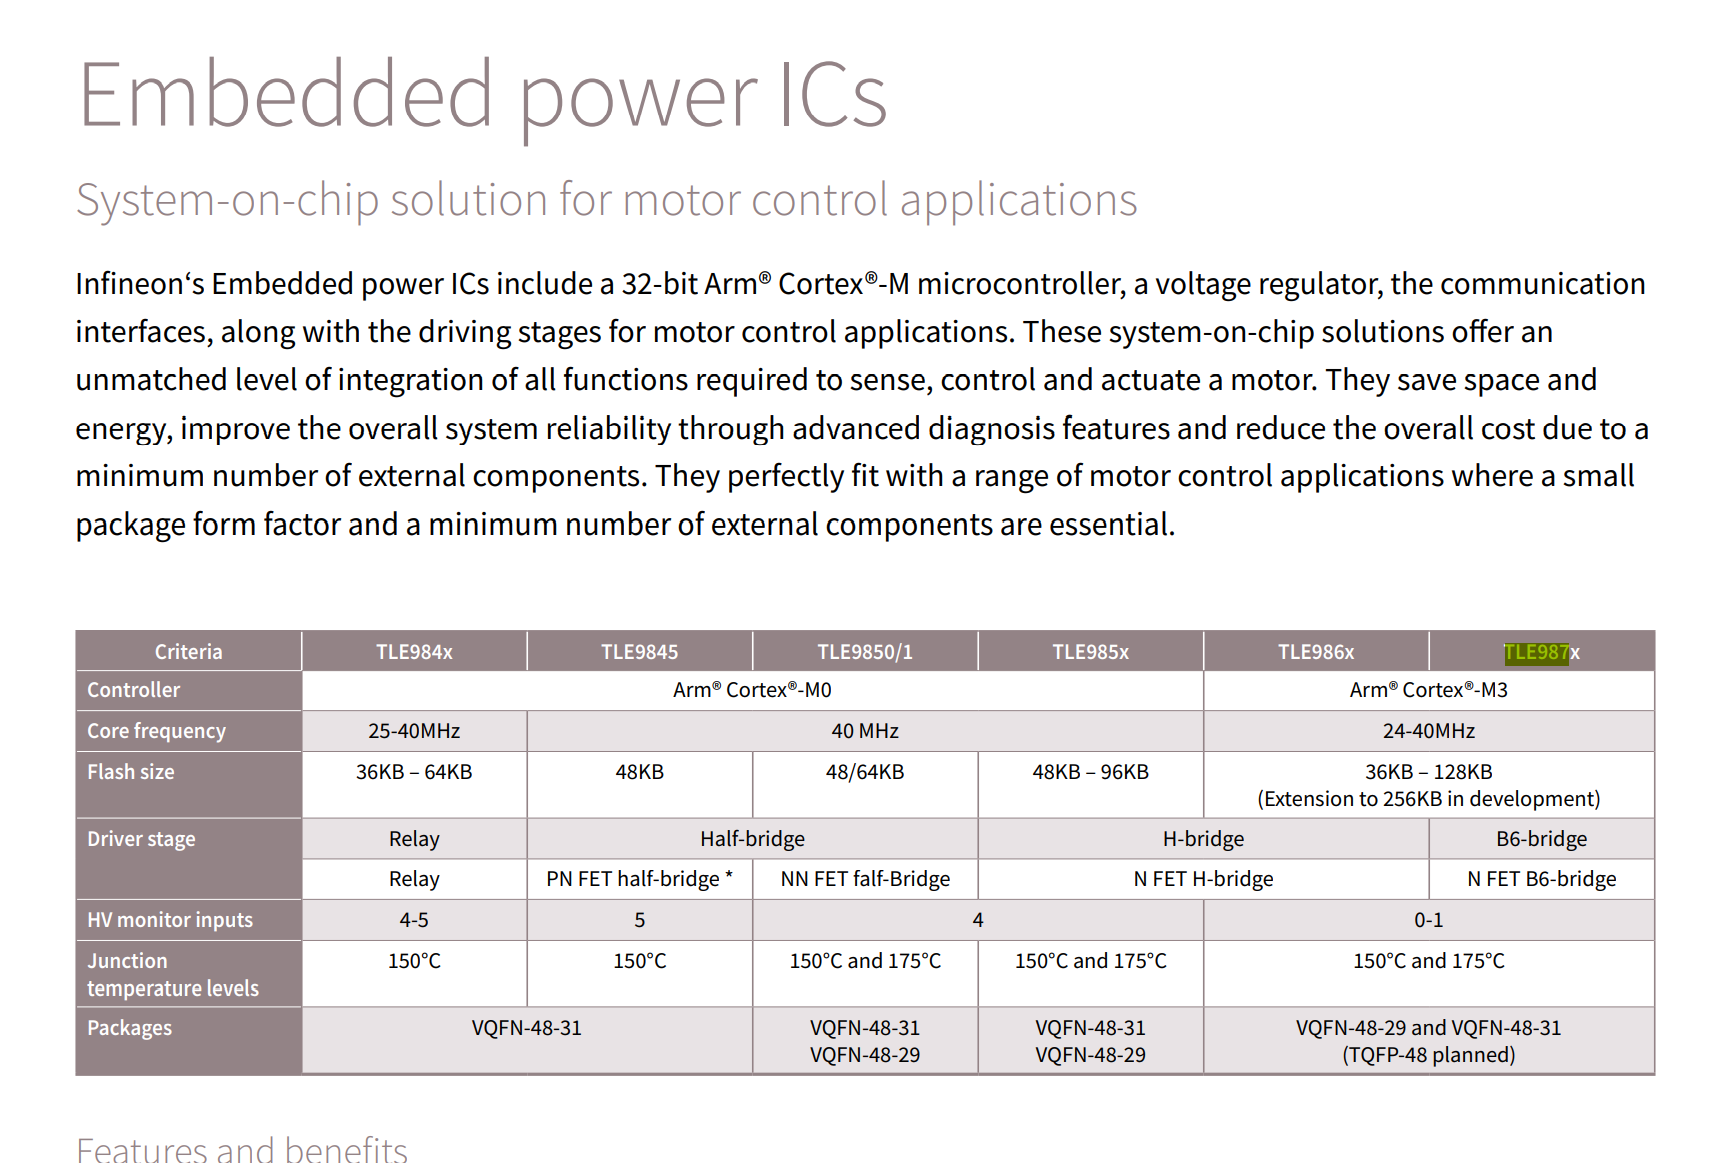 Embedded power ICs
System-on-chip solution for motor control applications
Infineon‘s Embedded power ICs include a 32-bit Arm® Cortex®-M microcontroller, a voltage regulator, the communication
interfaces, along with the driving stages for motor control applications. These system-on-chip solutions offer an
unmatched level of integration of all functions required to sense, control and actuate a motor. They save space and
energy, improve the overall system reliability through advanced diagnosis features and reduce the overall cost due to a
minimum number of external components. They perfectly fit with a range of motor control applications where a small
package form factor and a minimum number of external components are essential.
Criteria TLE984x TLE9845 TLE9850/1 TLE985x TLE986x TLE987x
Controller Arm® Cortex®-M0 Arm® Cortex®-M3
Core frequency 25-40MHz 40 MHz 24-40MHz
Flash size 36KB – 64KB 48KB 48/64KB 48KB – 96KB 36KB – 128KB
(Extension to 256KB in development)
Driver stage Relay Half-bridge H-bridge B6-bridge
Relay PN FET half-bridge * NN FET falf-Bridge N FET H-bridge N FET B6-bridge
HV monitor inputs 4-5 5 4 0-1
Junction 150°C 150°C 150°C and 175°C 150°C and 175°C 150°C and 175°C
temperature levels
Packages VQFN-48-31 VQFN-48-31 VQFN-48-31 VQFN-48-29 and VQFN-48-31
VQFN-48-29 VQFN-48-29 (TQFP-48 planned)
Features and benefits